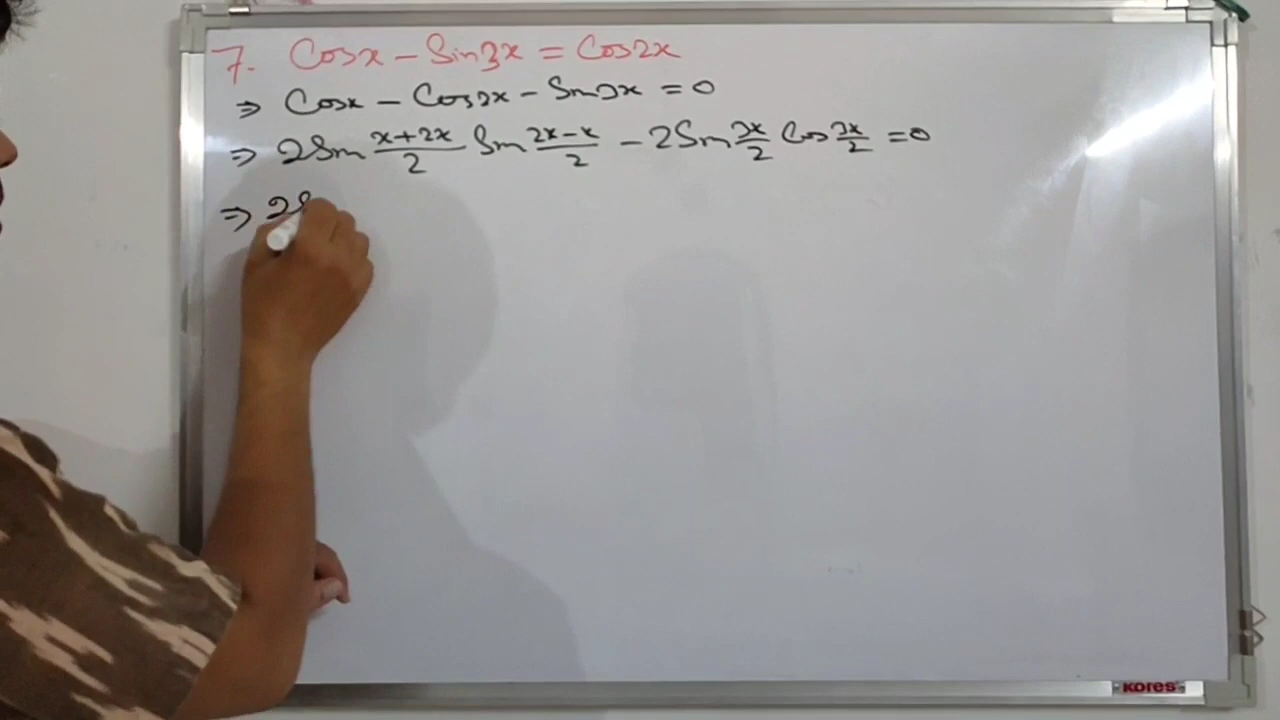 7. Cosx - Sin3x = Cos2x
⇒ Cosx - Cos2x - Sin3x = 0
⇒ 2Sin (x+2x)/2 Sin (2x-x)/2 - 2Sin 3x/2 Cos 3x/2 = 0
⇒ 2S
KORES